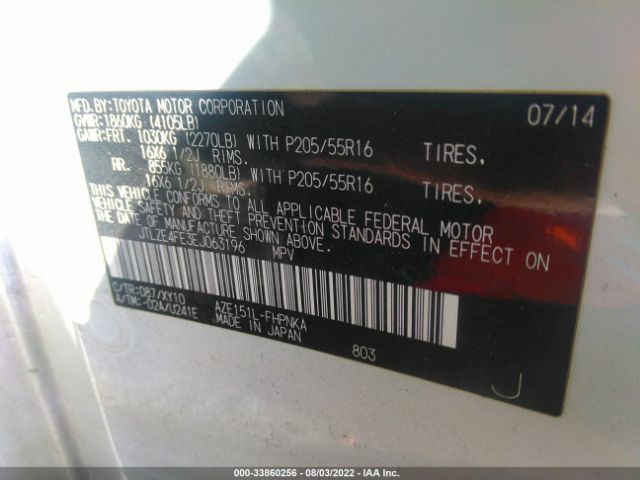 MFD.BY:TOYOTA MOTOR CORPORATION 07/14
GVWR:1860KG (4105LB)
GAWR:FRT. 1030KG (2270LB) WITH P205/55R16 TIRES,
16X6 1/2J RIMS.
RR. 855KG (1880LB) WITH P205/55R16 TIRES,
16X6 1/2J RIMS.
THIS VEHICLE CONFORMS TO ALL APPLICABLE FEDERAL MOTOR
VEHICLE SAFETY AND THEFT PREVENTION STANDARDS IN EFFECT ON
THE DATE OF MANUFACTURE SHOWN ABOVE.
JTLZE4FE3EJ063196 MPV
C/TR:D87/XY10 AZE151L-FHPNKA
A/TM:-02A/U241E MADE IN JAPAN
803
J
000-33860256 - 08/03/2022 - IAA Inc.